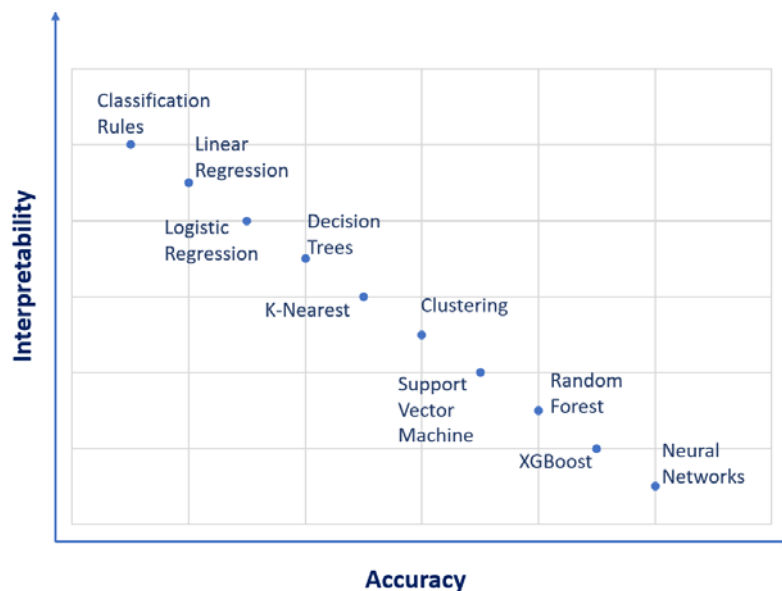 Classification
Rules
Linear
Regression
Logistic
Regression
Decision
Trees
K-Nearest
Clustering
Support
Vector
Machine
Random
Forest
XGBoost
Neural
Networks
Interpretability
Accuracy